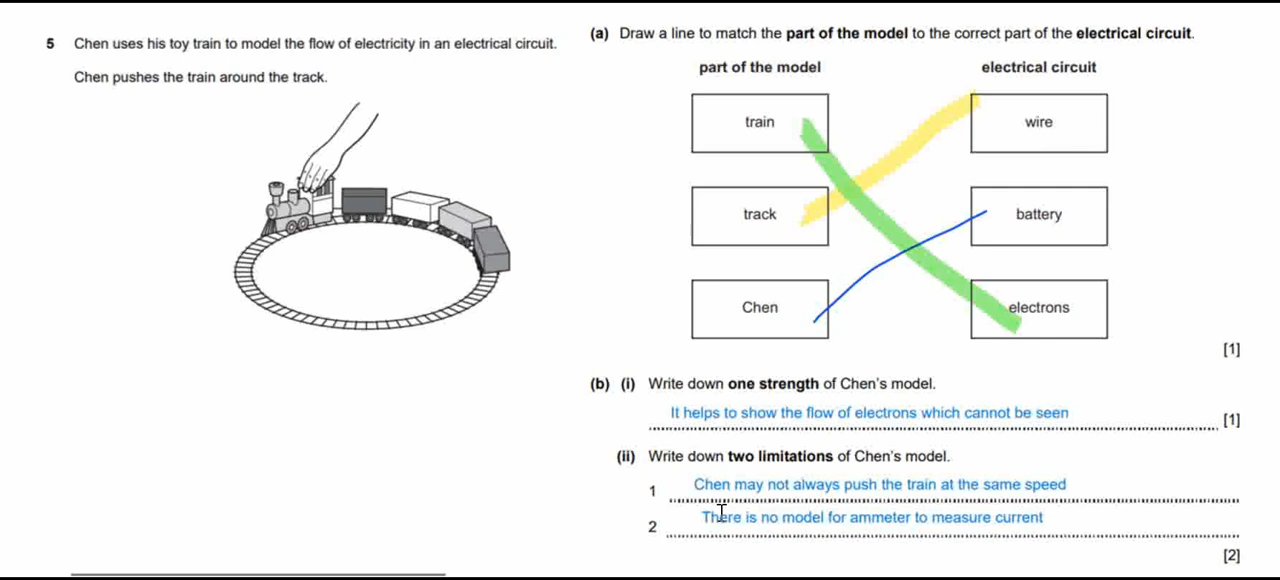 5 Chen uses his toy train to model the flow of electricity in an electrical circuit.
Chen pushes the train around the track.
(a) Draw a line to match the part of the model to the correct part of the electrical circuit.
part of the model electrical circuit
train wire
track battery
Chen electrons
[1]
(b) (i) Write down one strength of Chen's model.
It helps to show the flow of electrons which cannot be seen
[1]
(ii) Write down two limitations of Chen's model.
1 Chen may not always push the train at the same speed
2 There is no model for ammeter to measure current
[2]